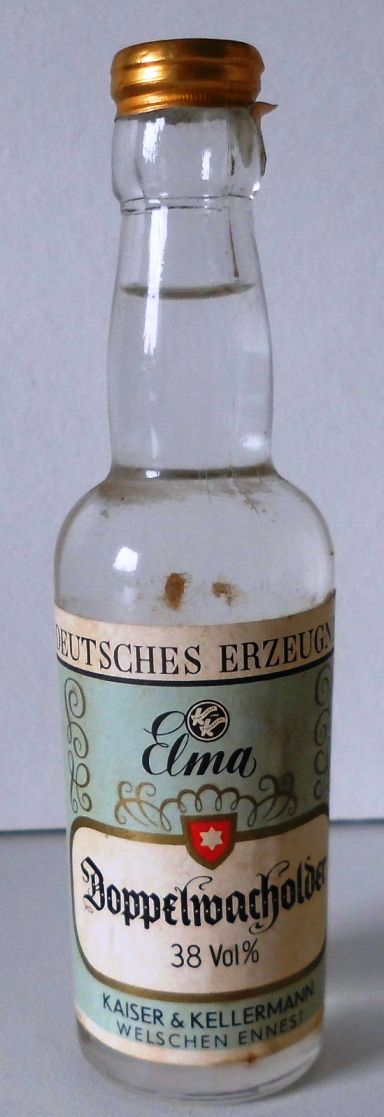 DEUTSCHES ERZEUGN
Elma
Doppelwacholder
38 Vol%
KAISER & KELLERMANN
WELSCHEN ENNEST